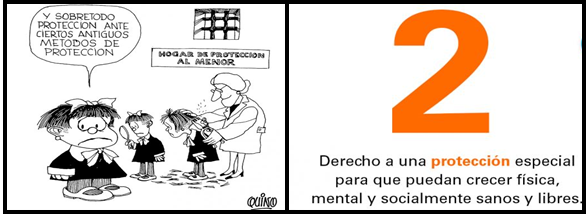 Y SOBRETODO
PROTECCION ANTE
CIERTOS ANTIGUOS
METODOS DE
PROTECCION
HOGAR DE PROTECCION
AL MENOR
QUINO
2
Derecho a una protección especial
para que puedan crecer física,
mental y socialmente sanos y libres.